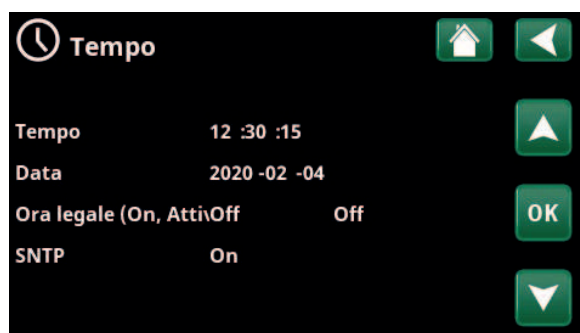 Tempo
Tempo 12 :30 :15
Data 2020 -02 -04
Ora legale (On, Atti Off Off
OK
SNTP On